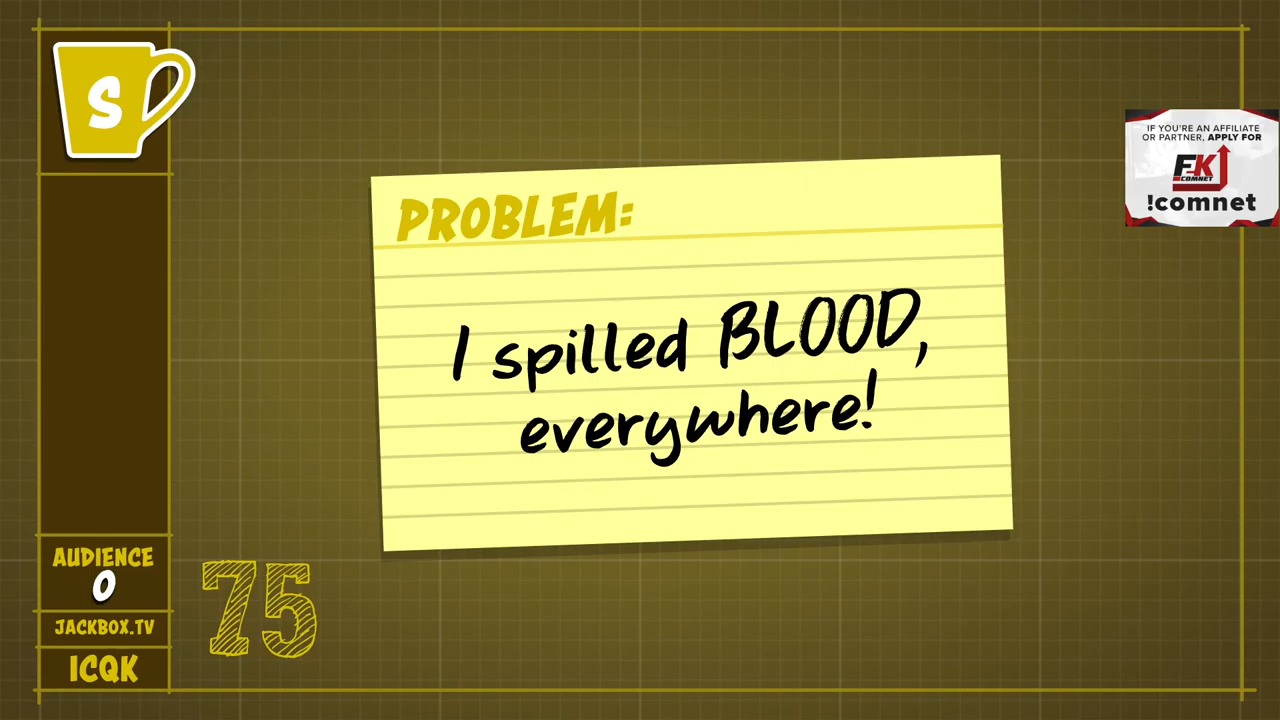 S
PROBLEM:
I spilled BLOOD,
everywhere!
IF YOU'RE AN AFFILIATE
OR PARTNER, APPLY FOR
FK
COMNET
!comnet
AUDIENCE
0
JACKBOX.TV
ICQK
75